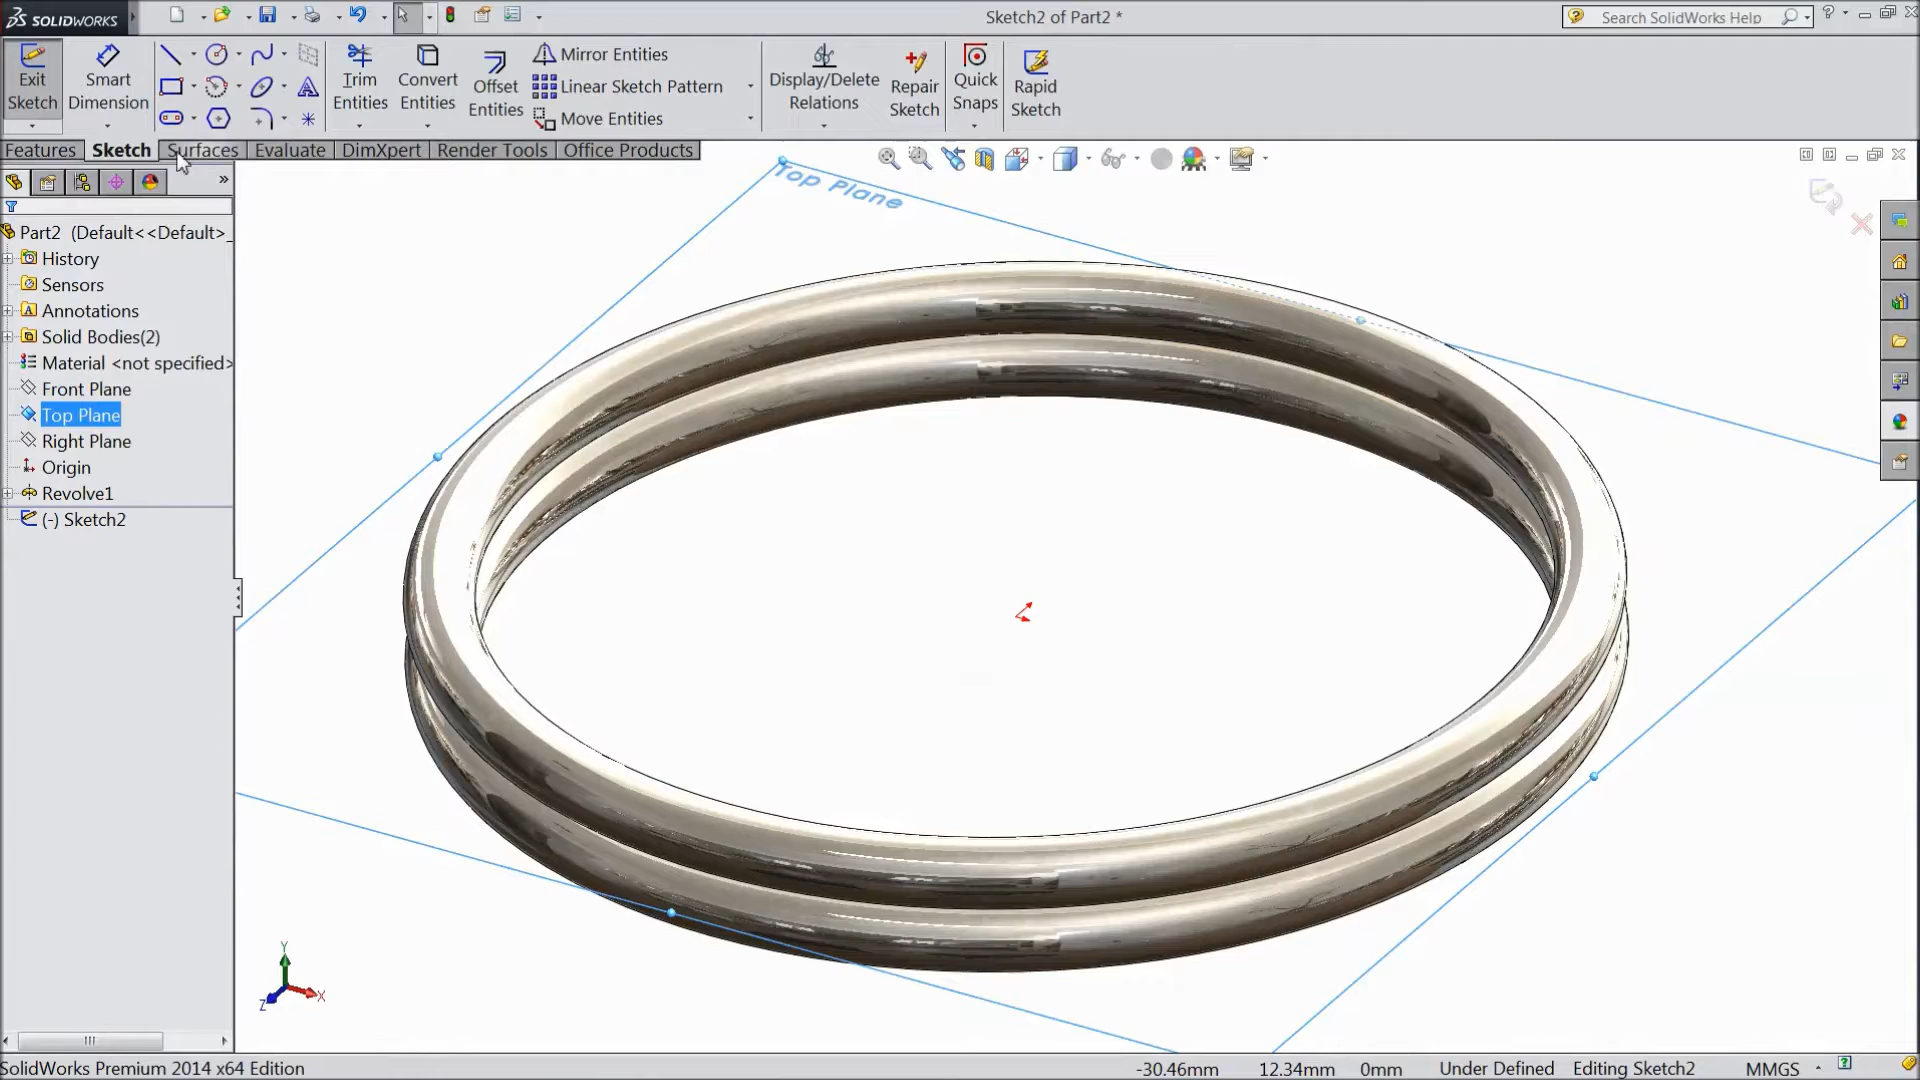 SOLIDWORKS
Sketch2 of Part2 *
Search SolidWorks Help
Exit Sketch
Smart Dimension
Trim Entities
Convert Entities
Offset Entities
Mirror Entities
Linear Sketch Pattern
Move Entities
Display/Delete Relations
Repair Sketch
Quick Snaps
Rapid Sketch
Features
Sketch
Surfaces
Evaluate
DimXpert
Render Tools
Office Products
Top Plane
Part2 (Default<<Default>_
History
Sensors
Annotations
Solid Bodies(2)
Material <not specified>
Front Plane
Top Plane
Right Plane
Origin
Revolve1
(-) Sketch2
Y
X
Z
SolidWorks Premium 2014 x64 Edition
-30.46mm
12.34mm
0mm
Under Defined
Editing Sketch2
MMGS